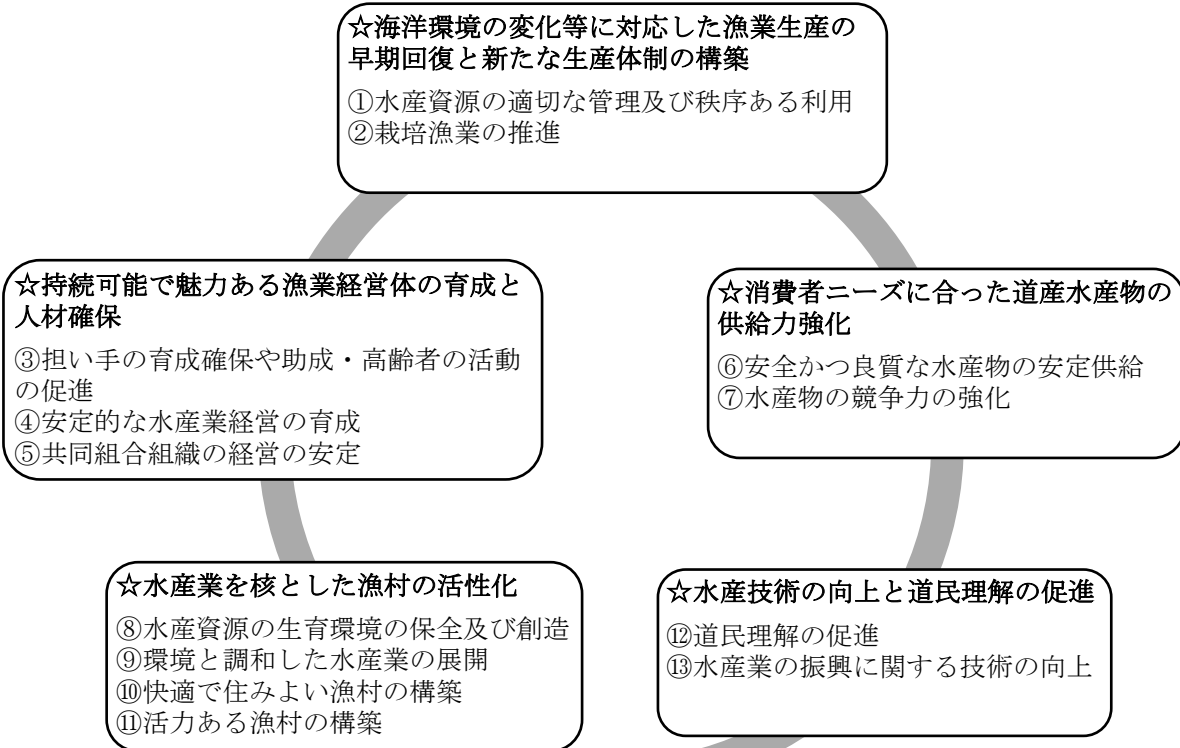 ☆海洋環境の変化等に対応した漁業生産の
早期回復と新たな生産体制の構築
①水産資源の適切な管理及び秩序ある利用
②栽培漁業の推進
☆持続可能で魅力ある漁業経営体の育成と
人材確保
③担い手の育成確保や助成・高齢者の活動
の促進
④安定的な水産業経営の育成
⑤共同組合組織の経営の安定
☆消費者ニーズに合った道産水産物の
供給力強化
⑥安全かつ良質な水産物の安定供給
⑦水産物の競争力の強化
☆水産業を核とした漁村の活性化
⑧水産資源の生育環境の保全及び創造
⑨環境と調和した水産業の展開
⑩快適で住みよい漁村の構築
⑪活力ある漁村の構築
☆水産技術の向上と道民理解の促進
⑫道民理解の促進
⑬水産業の振興に関する技術の向上